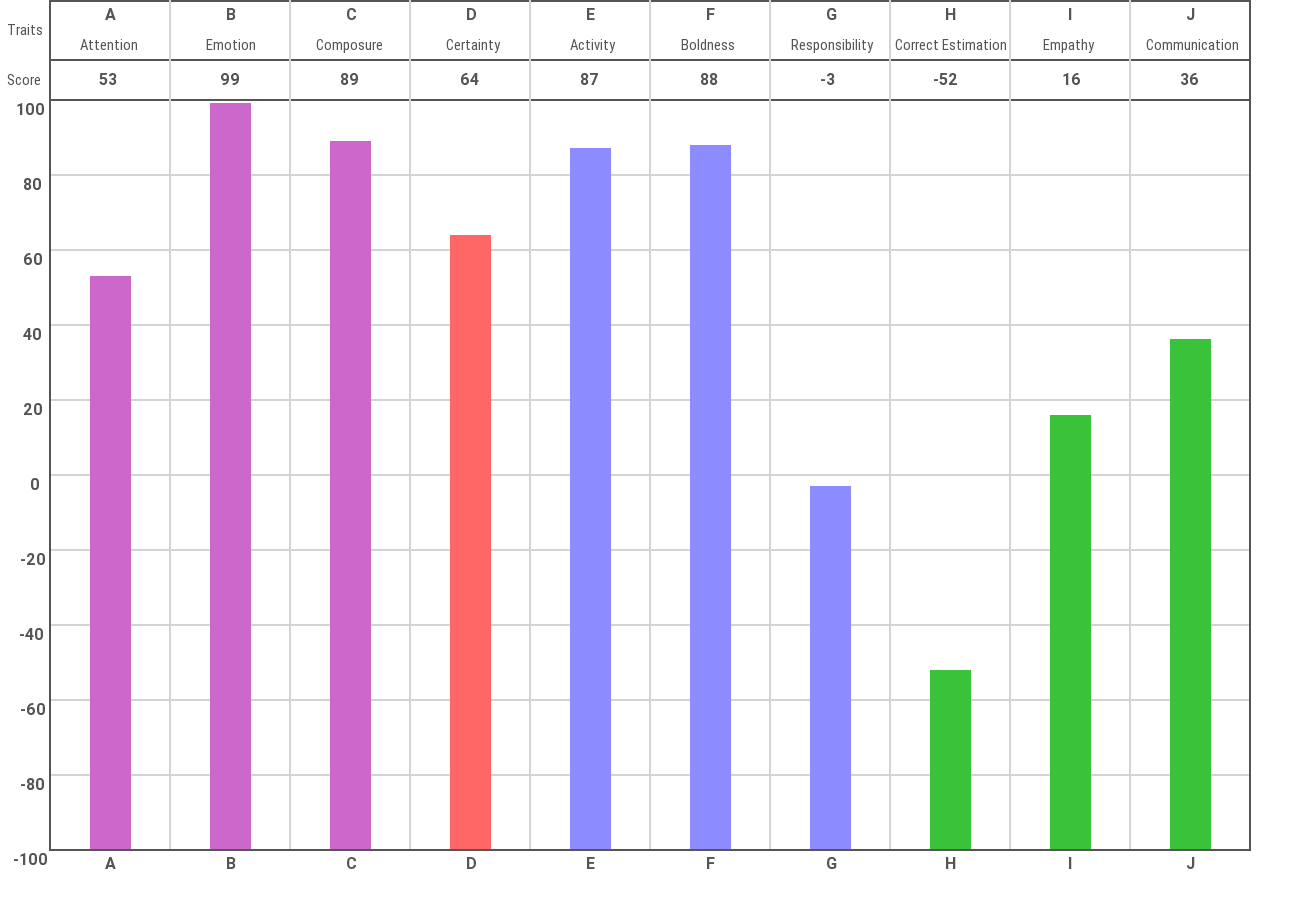 Traits
A B C D E F G H I J
Attention Emotion Composure Certainty Activity Boldness Responsibility Correct Estimation Empathy Communication
Score 53 99 89 64 87 88 -3 -52 16 36
100
80
60
40
20
0
-20
-40
-60
-80
-100
A B C D E F G H I J